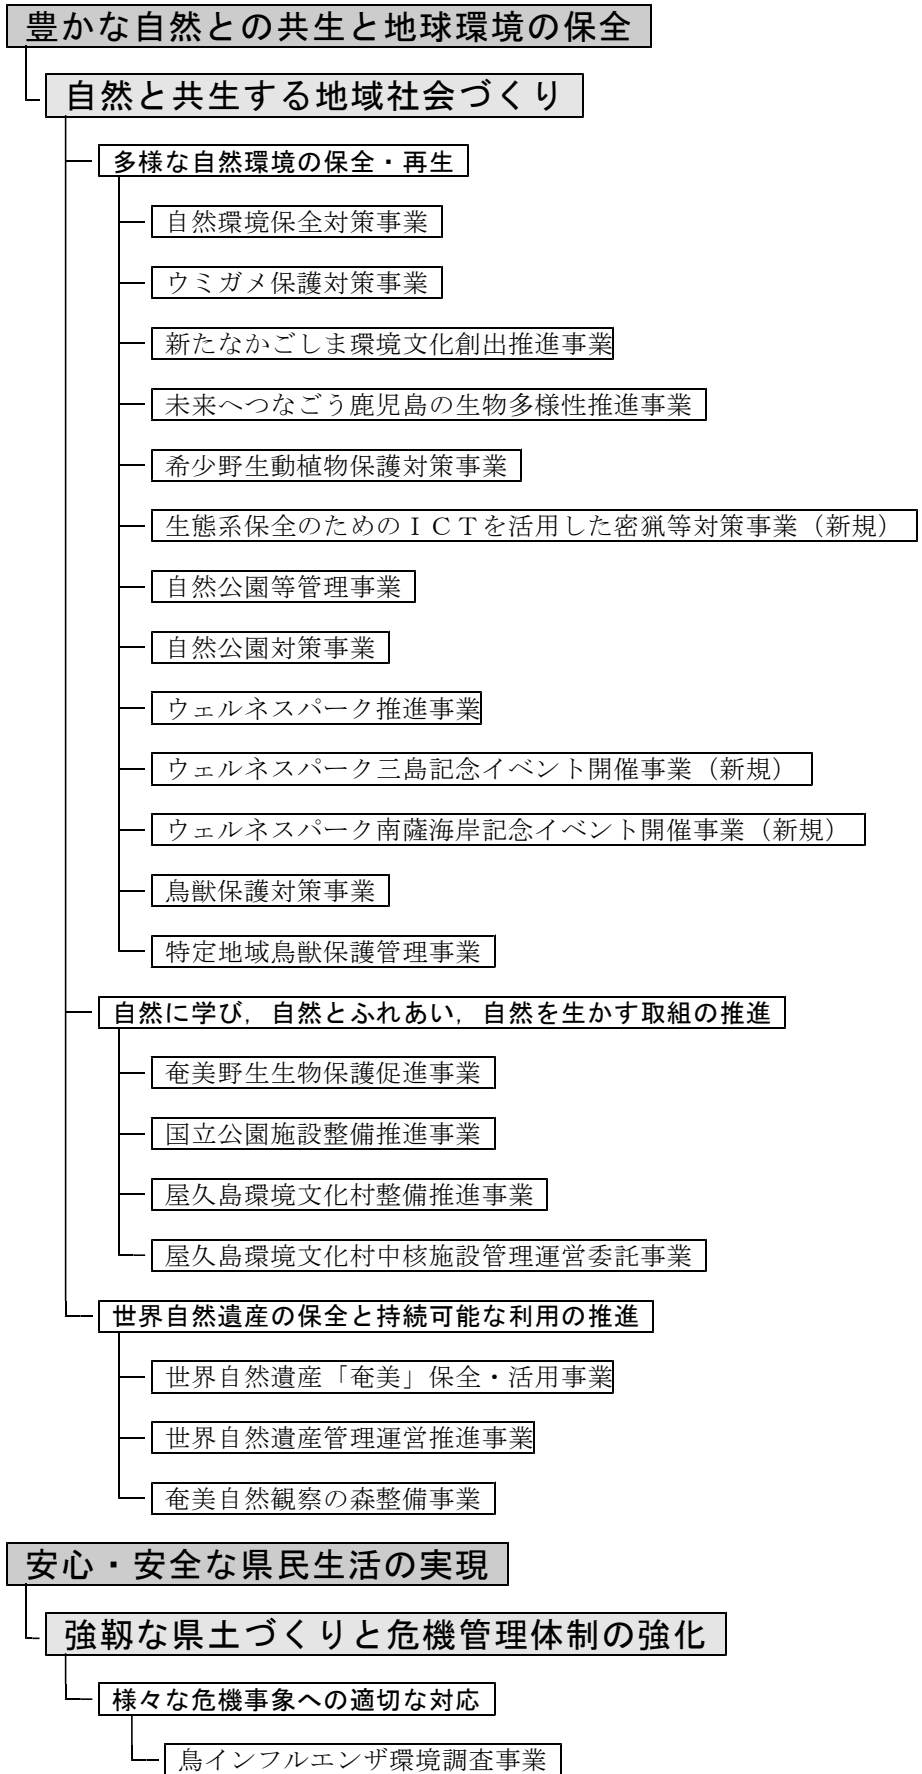 豊かな自然との共生と地球環境の保全
自然と共生する地域社会づくり
多様な自然環境の保全・再生
自然環境保全対策事業
ウミガメ保護対策事業
新たなかごしま環境文化創出推進事業
未来へつなごう鹿児島の生物多様性推進事業
希少野生動植物保護対策事業
生態系保全のためのＩＣＴを活用した密猟等対策事業（新規）
自然公園等管理事業
自然公園対策事業
ウェルネスパーク推進事業
ウェルネスパーク三島記念イベント開催事業（新規）
ウェルネスパーク南薩海岸記念イベント開催事業（新規）
鳥獣保護対策事業
特定地域鳥獣保護管理事業
自然に学び，自然とふれあい，自然を生かす取組の推進
奄美野生生物保護促進事業
国立公園施設整備推進事業
屋久島環境文化村整備推進事業
屋久島環境文化村中核施設管理運営委託事業
世界自然遺産の保全と持続可能な利用の推進
世界自然遺産「奄美」保全・活用事業
世界自然遺産管理運営推進事業
奄美自然観察の森整備事業
安心・安全な県民生活の実現
強靱な県土づくりと危機管理体制の強化
様々な危機事象への適切な対応
鳥インフルエンザ環境調査事業